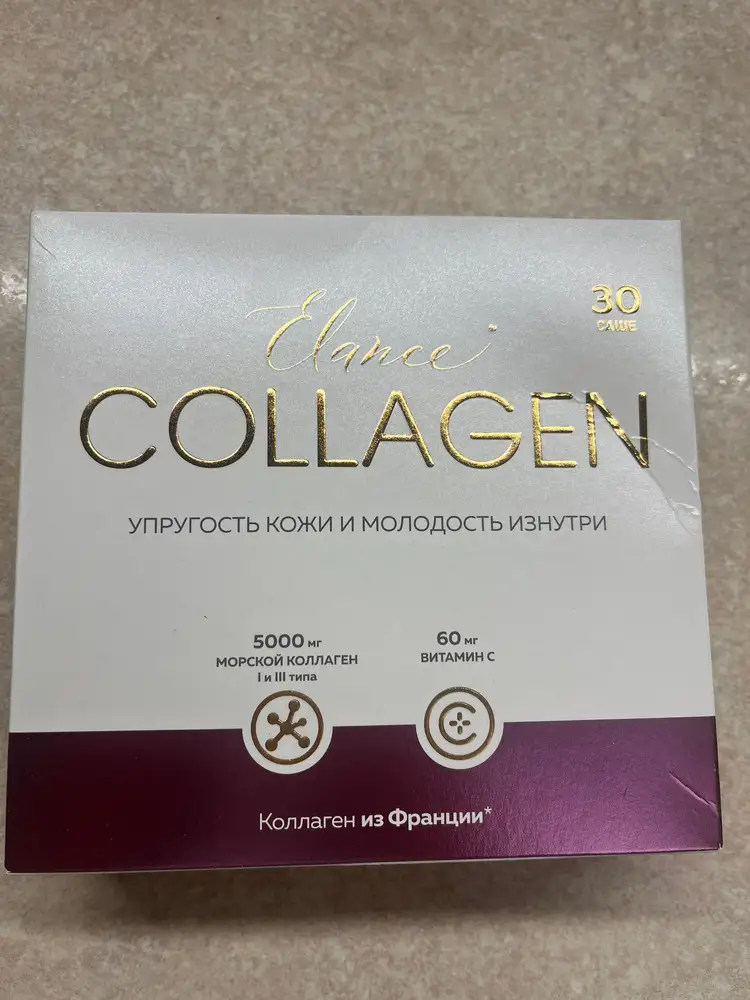 30
САШЕ
Élance
COLLAGEN
УПРУГОСТЬ КОЖИ И МОЛОДОСТЬ ИЗНУТРИ
5000 мг
МОРСКОЙ КОЛЛАГЕН
I и III типа
60 мг
ВИТАМИН С
Коллаген из Франции*